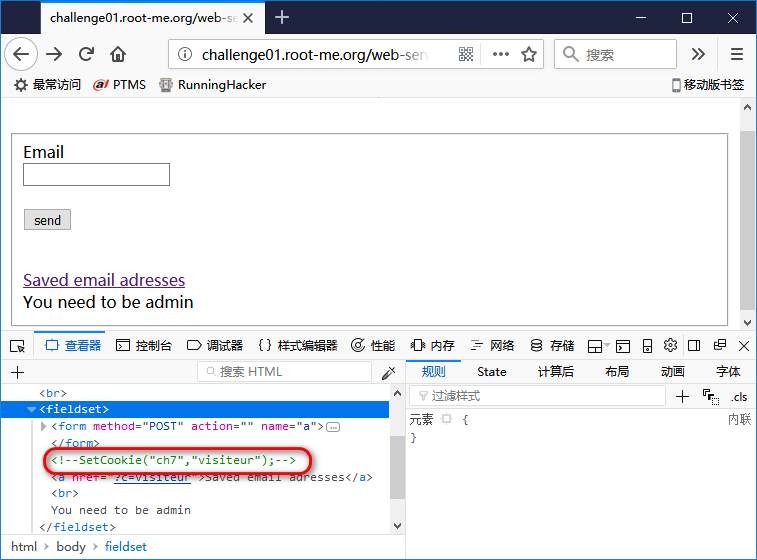 challenge01.root-me.org/web-se
challenge01.root-me.org/web-serv
搜索
最常访问 PTMS RunningHacker 移动版书签
Email
send
Saved email adresses
You need to be admin
查看器 控制台 调试器 {} 样式编辑器 性能 内存 网络 存储
+ 搜索 HTML
规则 State 计算后 布局 动画 字体
过滤样式 + .cls
<br>
<fieldset>
<form method="POST" action="" name="a">
</form>
<!--SetCookie("ch7","visiteur");-->
<a href="?c=visiteur">Saved email adresses</a>
<br>
You need to be admin
</fieldset>
元素 { 内联
}
html > body > fieldset